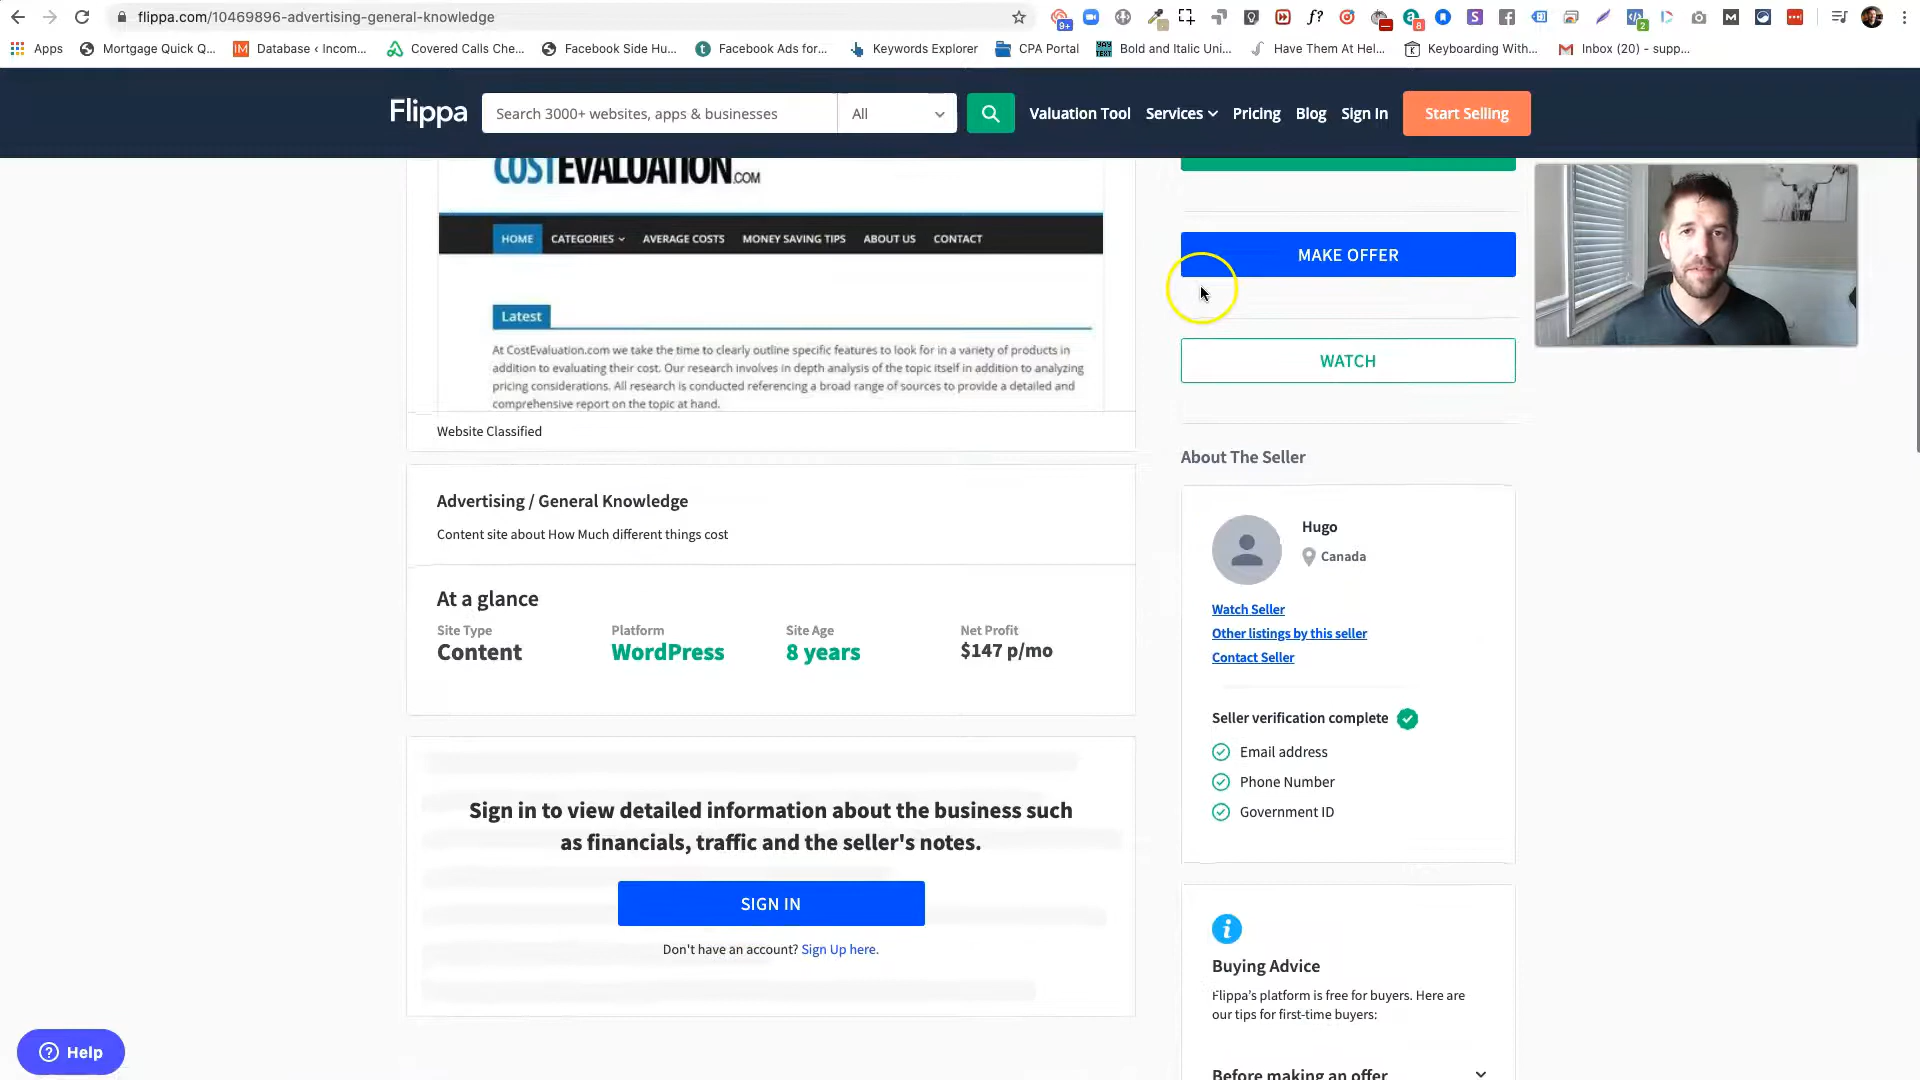 flippa.com/10469896-advertising-general-knowledge
Apps
Mortgage Quick Q...
Database ‹ Incom...
Covered Calls Che...
Facebook Side Hu...
Facebook Ads for...
Keywords Explorer
CPA Portal
Bold and Italic Uni...
Have Them At Hel...
Keyboarding With...
Inbox (20) - supp...
Flippa
Search 3000+ websites, apps & businesses
All
Valuation Tool
Services
Pricing
Blog
Sign In
Start Selling
COSTEVALUATION.COM
HOME
CATEGORIES
AVERAGE COSTS
MONEY SAVING TIPS
ABOUT US
CONTACT
Latest
At CostEvaluation.com we take the time to clearly outline specific features to look for in a variety of products in
addition to evaluating their cost. Our research involves in depth analysis of the topic itself in addition to analyzing
pricing considerations. All research is conducted referencing a broad range of sources to provide a detailed and
comprehensive report on the topic at hand.
Website Classified
Advertising / General Knowledge
Content site about How Much different things cost
At a glance
Site Type
Platform
Site Age
Net Profit
Content
WordPress
8 years
$147 p/mo
Sign in to view detailed information about the business such
as financials, traffic and the seller's notes.
SIGN IN
Don't have an account? Sign Up here.
MAKE OFFER
WATCH
About The Seller
Hugo
Canada
Watch Seller
Other listings by this seller
Contact Seller
Seller verification complete
Email address
Phone Number
Government ID
Buying Advice
Flippa's platform is free for buyers. Here are
our tips for first-time buyers:
Before making an offer
Help